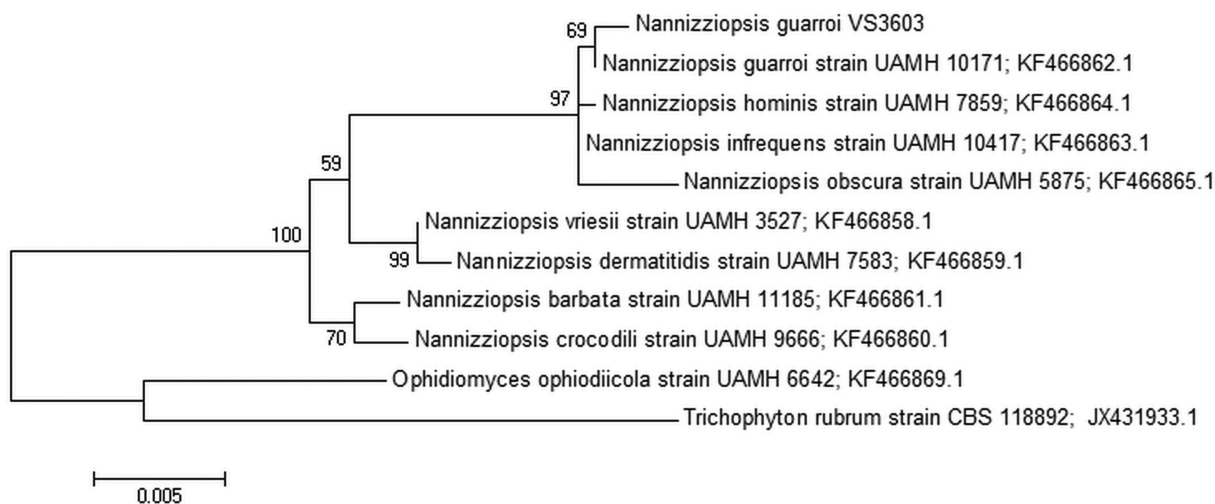 69
Nannizziopsis guarroi VS3603
Nannizziopsis guarroi strain UAMH 10171; KF466862.1
97
Nannizziopsis hominis strain UAMH 7859; KF466864.1
Nannizziopsis infrequens strain UAMH 10417; KF466863.1
59
Nannizziopsis obscura strain UAMH 5875; KF466865.1
Nannizziopsis vriesii strain UAMH 3527; KF466858.1
100
99
Nannizziopsis dermatitidis strain UAMH 7583; KF466859.1
Nannizziopsis barbata strain UAMH 11185; KF466861.1
70
Nannizziopsis crocodili strain UAMH 9666; KF466860.1
Ophidiomyces ophiodiicola strain UAMH 6642; KF466869.1
Trichophyton rubrum strain CBS 118892; JX431933.1
0.005